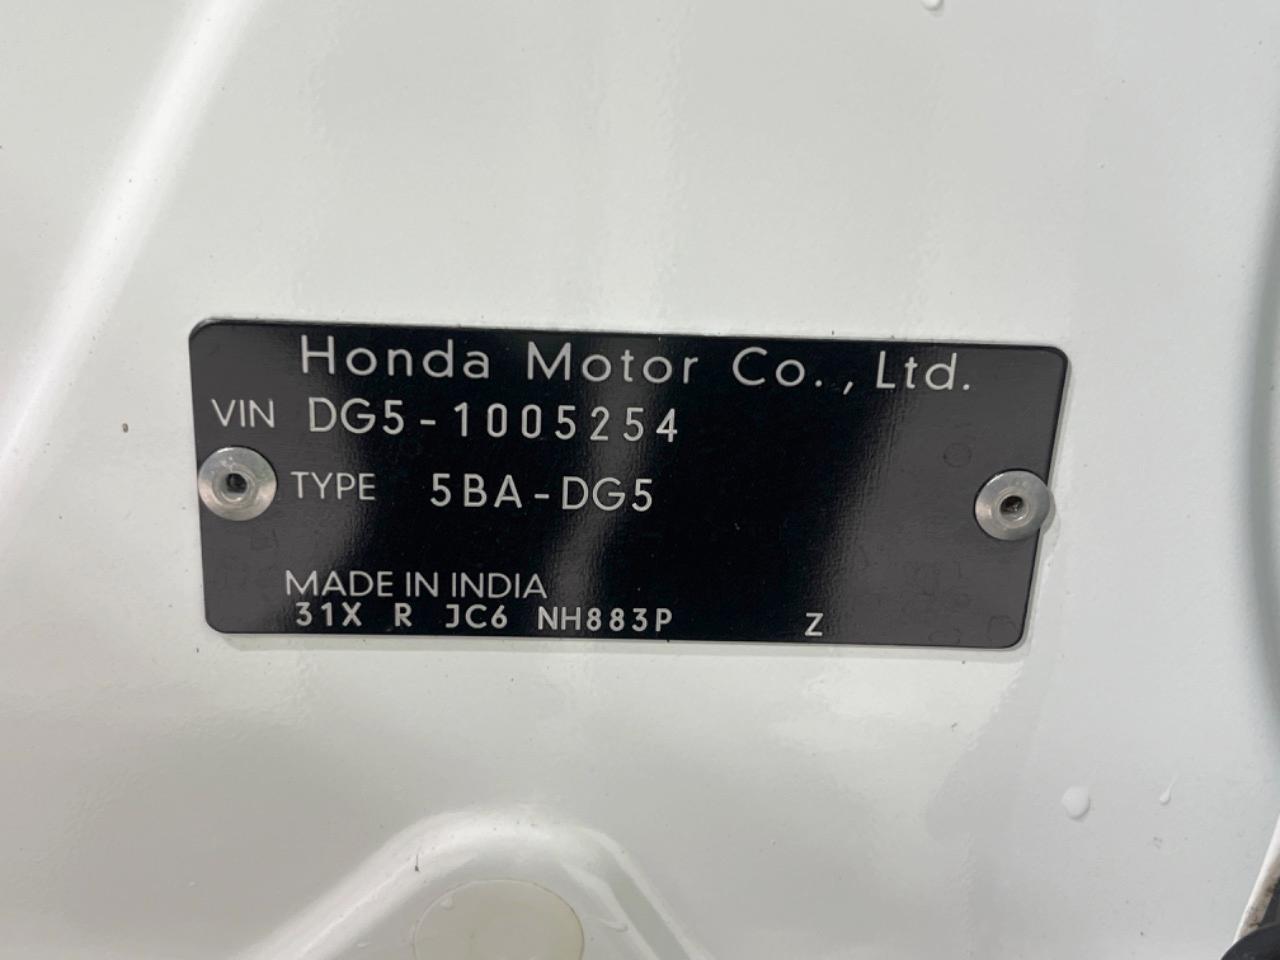 Honda Motor Co., Ltd.
VIN DG5-1005254
TYPE 5BA-DG5
MADE IN INDIA
31X R JC6 NH883P Z